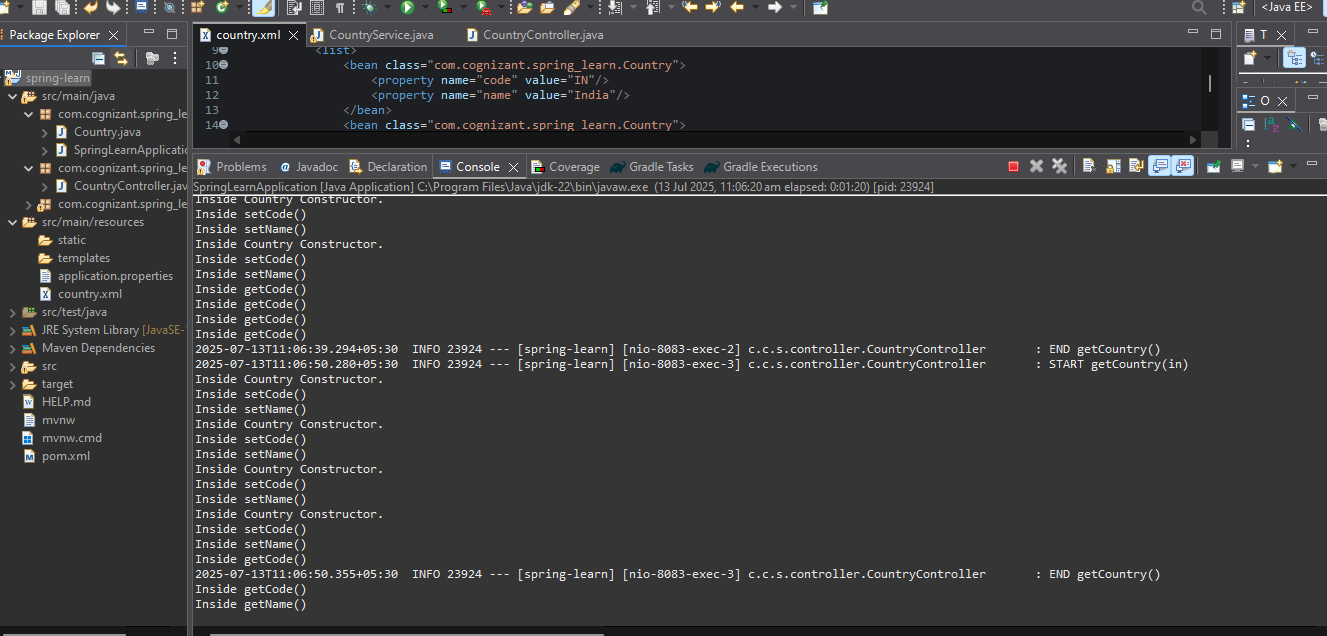 <Java EE>
Package Explorer
country.xml
CountryService.java
CountryController.java
T
spring-learn
src/main/java
com.cognizant.spring_le
Country.java
SpringLearnApplicatic
com.cognizant.spring_le
CountryController.jav
com.cognizant.spring_le
src/main/resources
static
templates
application.properties
country.xml
src/test/java
JRE System Library [JavaSE-
Maven Dependencies
src
target
HELP.md
mvnw
mvnw.cmd
pom.xml
9 <list>
10 <bean class="com.cognizant.spring_learn.Country">
11 <property name="code" value="IN"/>
12 <property name="name" value="India"/>
13 </bean>
14 <bean class="com.cognizant.spring_learn.Country">
O
Problems
Javadoc
Declaration
Console
Coverage
Gradle Tasks
Gradle Executions
SpringLearnApplication [Java Application] C:\Program Files\Java\jdk-22\bin\javaw.exe (13 Jul 2025, 11:06:20 am elapsed: 0:01:20) [pid: 23924]
Inside Country Constructor.
Inside setCode()
Inside setName()
Inside Country Constructor.
Inside setCode()
Inside setName()
Inside getCode()
Inside getCode()
Inside getCode()
Inside getCode()
2025-07-13T11:06:39.294+05:30 INFO 23924 --- [spring-learn] [nio-8083-exec-2] c.c.s.controller.CountryController : END getCountry()
2025-07-13T11:06:50.280+05:30 INFO 23924 --- [spring-learn] [nio-8083-exec-3] c.c.s.controller.CountryController : START getCountry(in)
Inside Country Constructor.
Inside setCode()
Inside setName()
Inside Country Constructor.
Inside setCode()
Inside setName()
Inside Country Constructor.
Inside setCode()
Inside setName()
Inside Country Constructor.
Inside setCode()
Inside setName()
Inside getCode()
2025-07-13T11:06:50.355+05:30 INFO 23924 --- [spring-learn] [nio-8083-exec-3] c.c.s.controller.CountryController : END getCountry()
Inside getCode()
Inside getName()